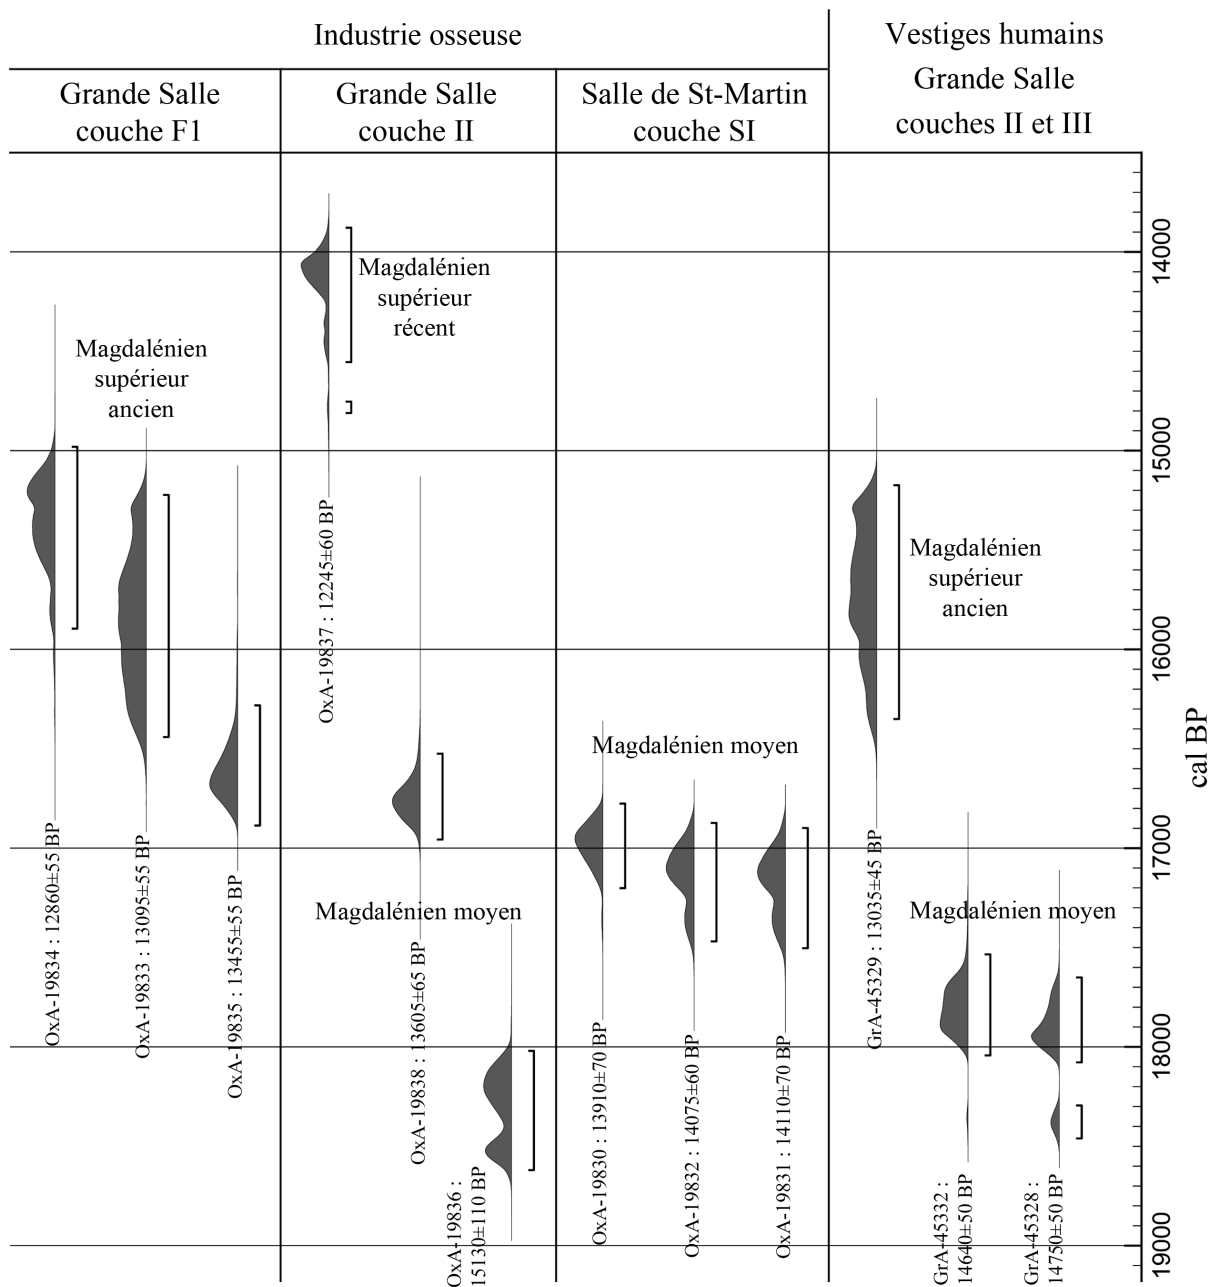 Industrie osseuse
Vestiges humains
Grande Salle
couches II et III
Grande Salle
couche F1
Grande Salle
couche II
Salle de St-Martin
couche SI
Magdalénien
supérieur
ancien
OxA-19834 : 12860±55 BP
OxA-19833 : 13095±55 BP
OxA-19835 : 13455±55 BP
Magdalénien
supérieur
récent
OxA-19837 : 12245±60 BP
Magdalénien moyen
OxA-19838 : 13605±65 BP
OxA-19836 :
15130±110 BP
Magdalénien moyen
OxA-19830 : 13910±70 BP
OxA-19832 : 14075±60 BP
OxA-19831 : 14110±70 BP
Magdalénien
supérieur
ancien
GrA-45329 : 13035±45 BP
Magdalénien moyen
GrA-45332 :
14640±50 BP
GrA-45328 :
14750±50 BP
14000
15000
16000
17000
18000
19000
cal BP